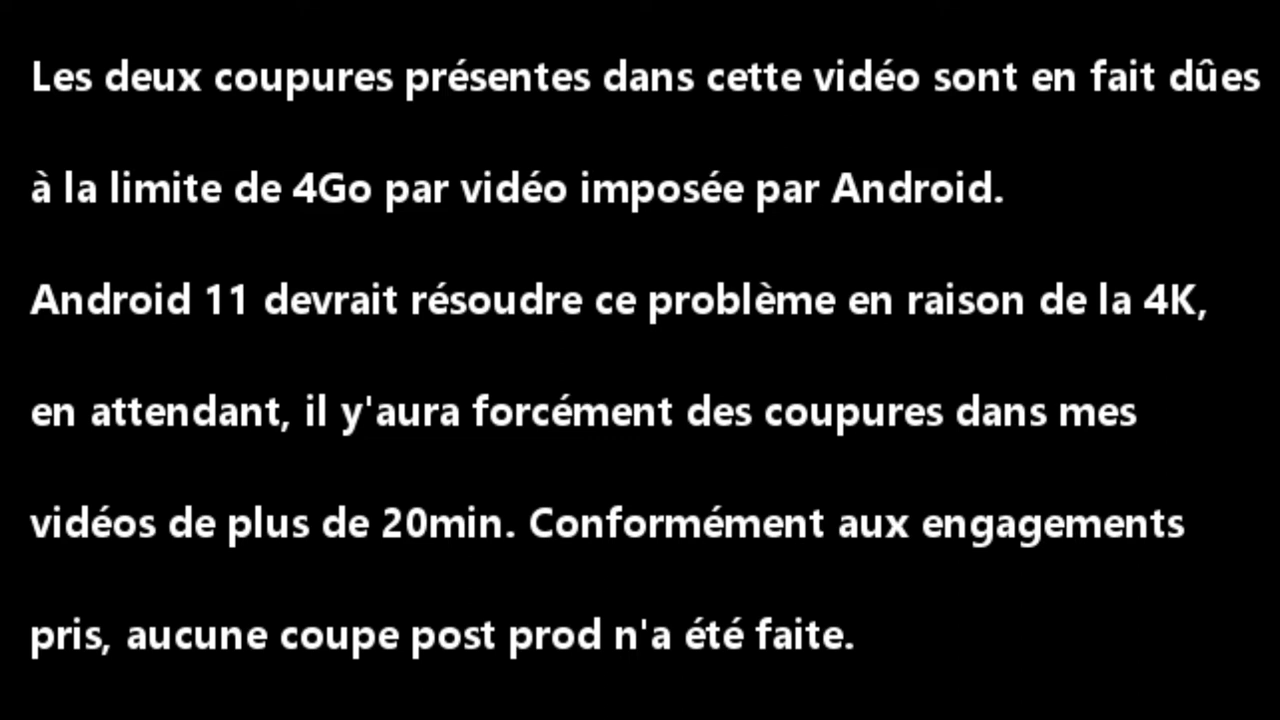 Les deux coupures présentes dans cette vidéo sont en fait dûes
à la limite de 4Go par vidéo imposée par Android.
Android 11 devrait résoudre ce problème en raison de la 4K,
en attendant, il y'aura forcément des coupures dans mes
vidéos de plus de 20min. Conformément aux engagements
pris, aucune coupe post prod n'a été faite.